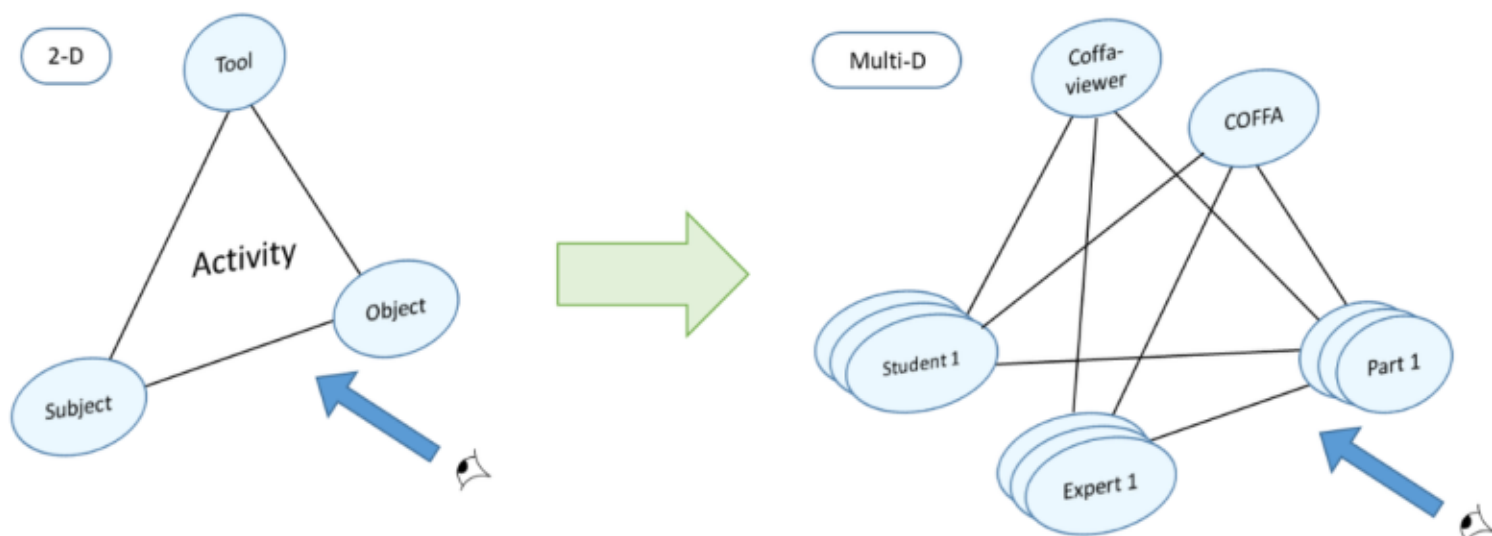 2-D
Tool
Activity
Object
Subject
Multi-D
Coffa-
viewer
COFFA
Student 1
Part 1
Expert 1